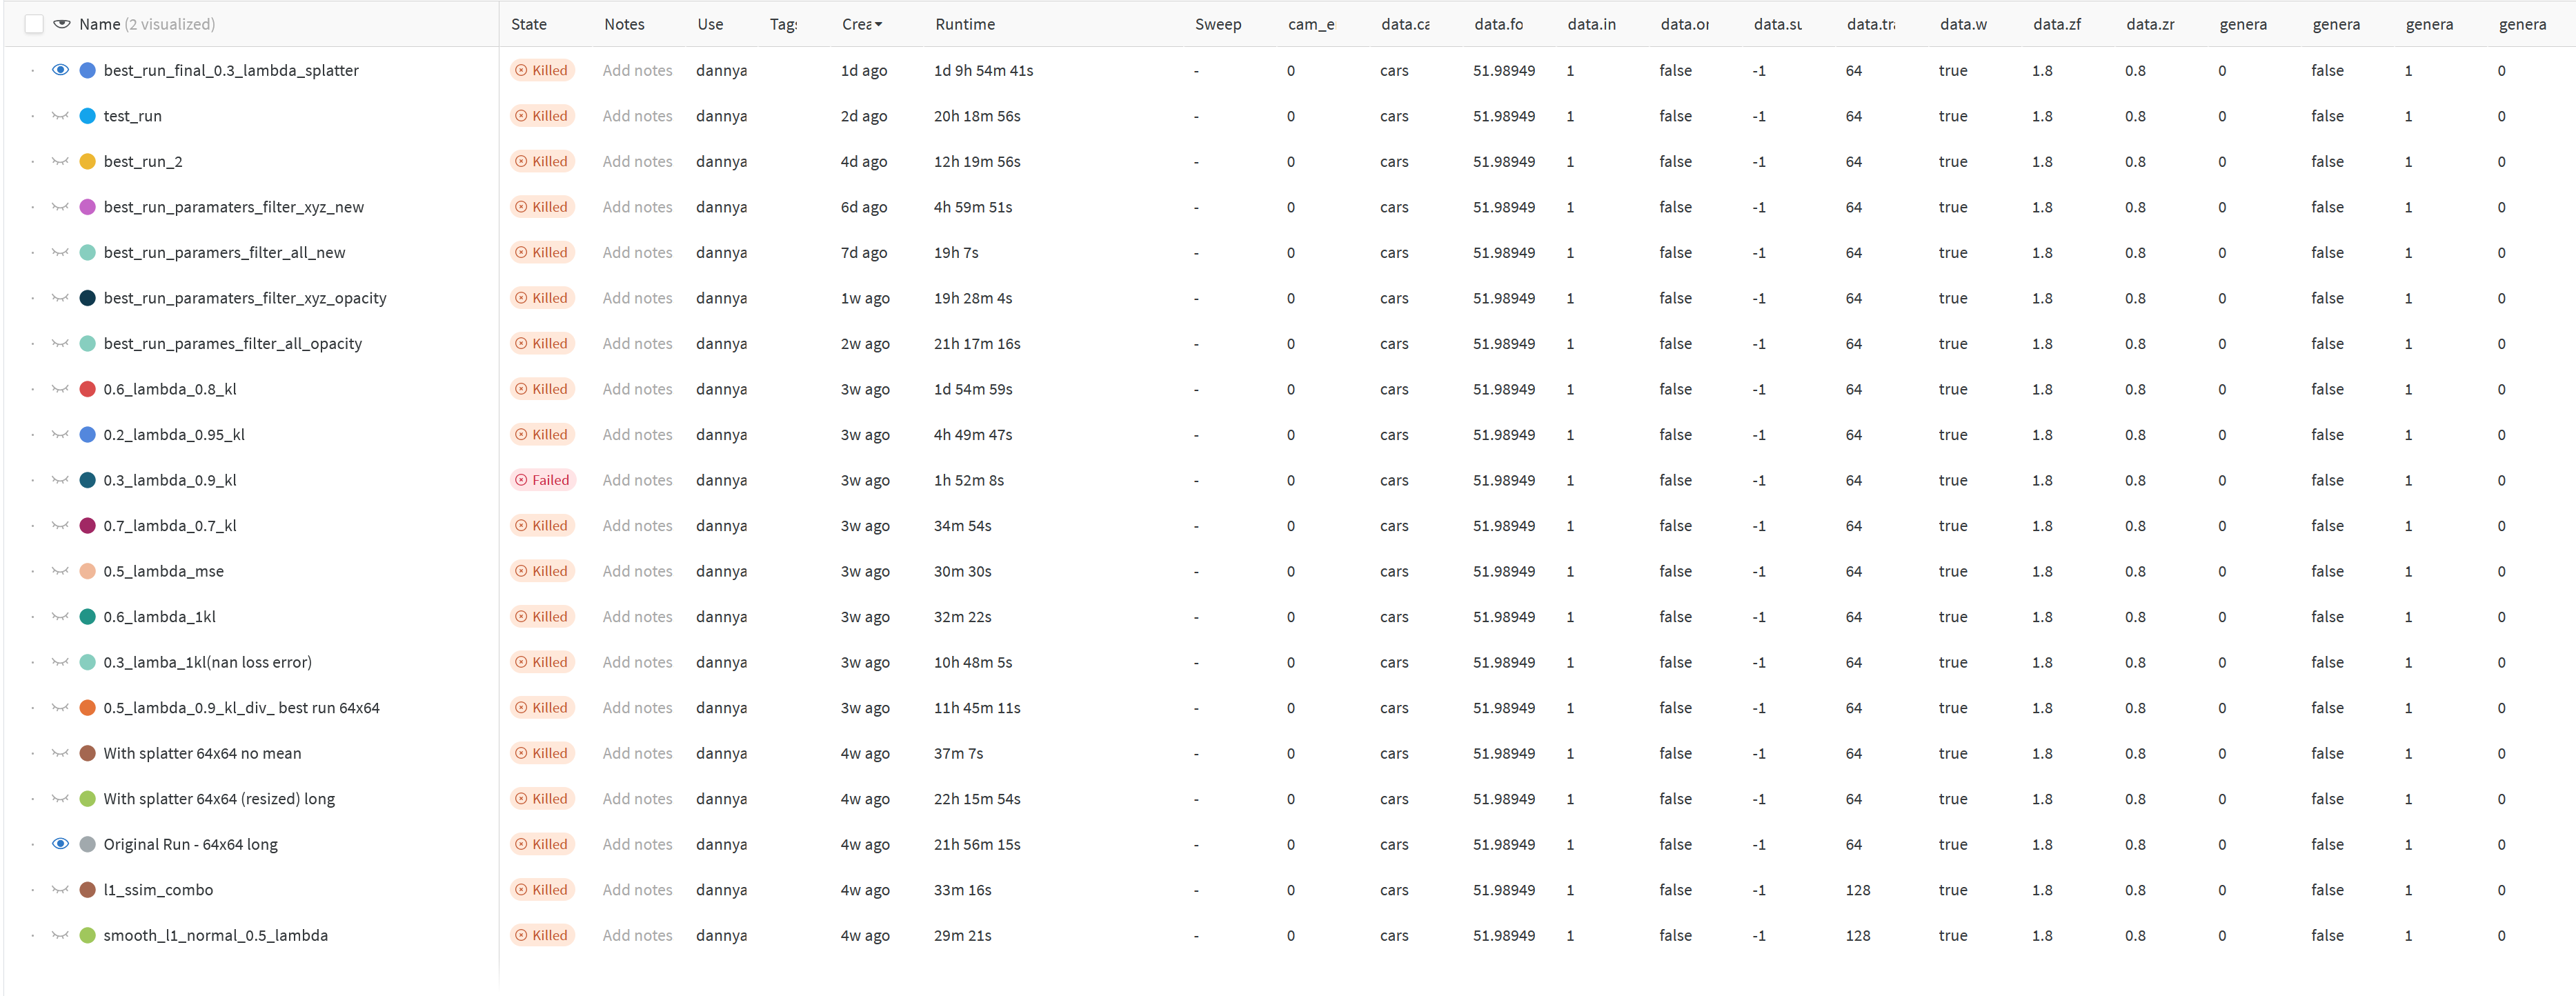 Name (2 visualized) State Notes Use Tags Crea Runtime Sweep cam_e data.ca data.fo data.in data.or data.su data.tra data.w data.zf data.zr genera genera genera genera
best_run_final_0.3_lambda_splatter Killed Add notes dannya 1d ago 1d 9h 54m 41s - 0 cars 51.98949 1 false -1 64 true 1.8 0.8 0 false 1 0
test_run Killed Add notes dannya 2d ago 20h 18m 56s - 0 cars 51.98949 1 false -1 64 true 1.8 0.8 0 false 1 0
best_run_2 Killed Add notes dannya 4d ago 12h 19m 56s - 0 cars 51.98949 1 false -1 64 true 1.8 0.8 0 false 1 0
best_run_paramaters_filter_xyz_new Killed Add notes dannya 6d ago 4h 59m 51s - 0 cars 51.98949 1 false -1 64 true 1.8 0.8 0 false 1 0
best_run_paramers_filter_all_new Killed Add notes dannya 7d ago 19h 7s - 0 cars 51.98949 1 false -1 64 true 1.8 0.8 0 false 1 0
best_run_paramaters_filter_xyz_opacity Killed Add notes dannya 1w ago 19h 28m 4s - 0 cars 51.98949 1 false -1 64 true 1.8 0.8 0 false 1 0
best_run_parames_filter_all_opacity Killed Add notes dannya 2w ago 21h 17m 16s - 0 cars 51.98949 1 false -1 64 true 1.8 0.8 0 false 1 0
0.6_lambda_0.8_kl Killed Add notes dannya 3w ago 1d 54m 59s - 0 cars 51.98949 1 false -1 64 true 1.8 0.8 0 false 1 0
0.2_lambda_0.95_kl Killed Add notes dannya 3w ago 4h 49m 47s - 0 cars 51.98949 1 false -1 64 true 1.8 0.8 0 false 1 0
0.3_lambda_0.9_kl Failed Add notes dannya 3w ago 1h 52m 8s - 0 cars 51.98949 1 false -1 64 true 1.8 0.8 0 false 1 0
0.7_lambda_0.7_kl Killed Add notes dannya 3w ago 34m 54s - 0 cars 51.98949 1 false -1 64 true 1.8 0.8 0 false 1 0
0.5_lambda_mse Killed Add notes dannya 3w ago 30m 30s - 0 cars 51.98949 1 false -1 64 true 1.8 0.8 0 false 1 0
0.6_lambda_1kl Killed Add notes dannya 3w ago 32m 22s - 0 cars 51.98949 1 false -1 64 true 1.8 0.8 0 false 1 0
0.3_lamba_1kl(nan loss error) Killed Add notes dannya 3w ago 10h 48m 5s - 0 cars 51.98949 1 false -1 64 true 1.8 0.8 0 false 1 0
0.5_lambda_0.9_kl_div_ best run 64x64 Killed Add notes dannya 3w ago 11h 45m 11s - 0 cars 51.98949 1 false -1 64 true 1.8 0.8 0 false 1 0
With splatter 64x64 no mean Killed Add notes dannya 4w ago 37m 7s - 0 cars 51.98949 1 false -1 64 true 1.8 0.8 0 false 1 0
With splatter 64x64 (resized) long Killed Add notes dannya 4w ago 22h 15m 54s - 0 cars 51.98949 1 false -1 64 true 1.8 0.8 0 false 1 0
Original Run - 64x64 long Killed Add notes dannya 4w ago 21h 56m 15s - 0 cars 51.98949 1 false -1 64 true 1.8 0.8 0 false 1 0
l1_ssim_combo Killed Add notes dannya 4w ago 33m 16s - 0 cars 51.98949 1 false -1 128 true 1.8 0.8 0 false 1 0
smooth_l1_normal_0.5_lambda Killed Add notes dannya 4w ago 29m 21s - 0 cars 51.98949 1 false -1 128 true 1.8 0.8 0 false 1 0